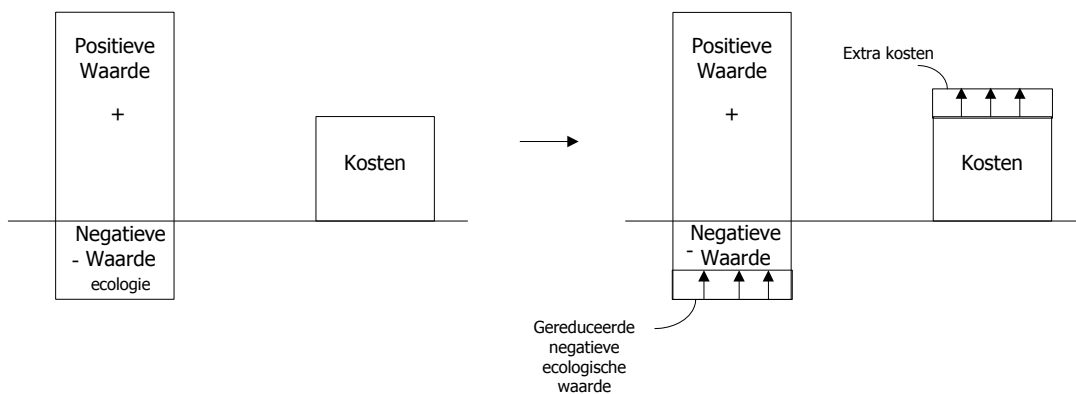 Positieve
Waarde
+
Kosten
Negatieve
- Waarde
ecologie
Positieve
Waarde
+
Extra kosten
Kosten
Negatieve
- Waarde
Gereduceerde
negatieve
ecologische
waarde